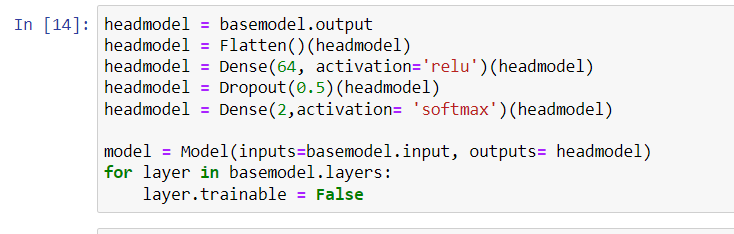 In [14]: headmodel = basemodel.output
headmodel = Flatten()(headmodel)
headmodel = Dense(64, activation='relu')(headmodel)
headmodel = Dropout(0.5)(headmodel)
headmodel = Dense(2,activation= 'softmax')(headmodel)

model = Model(inputs=basemodel.input, outputs= headmodel)
for layer in basemodel.layers:
    layer.trainable = False